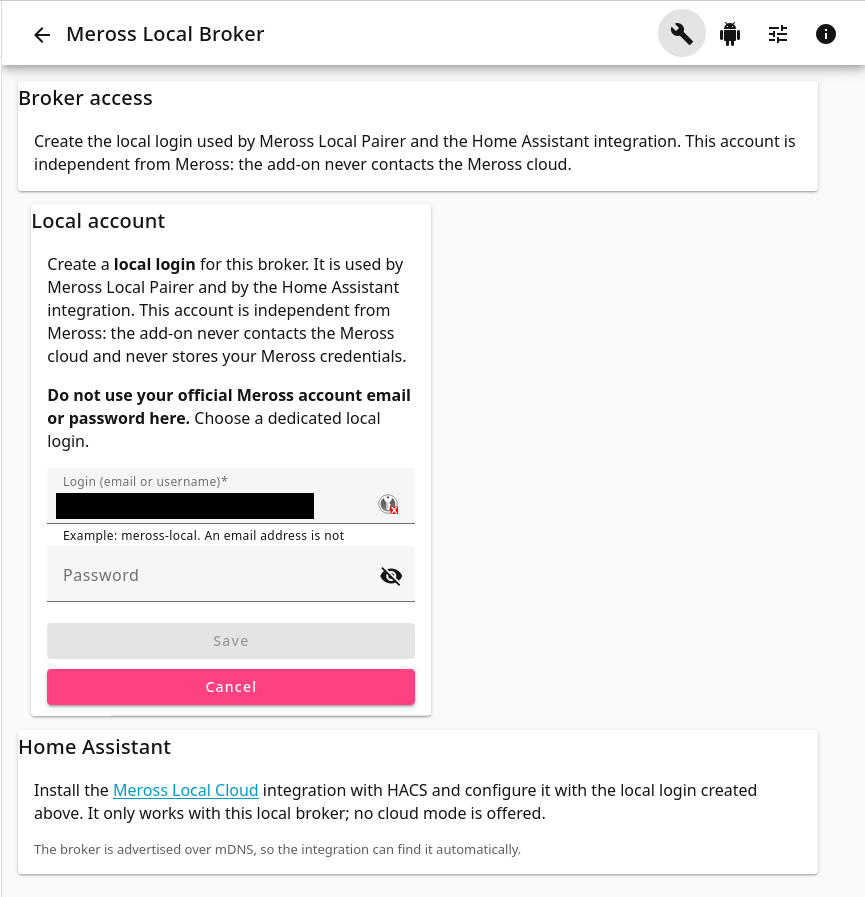 Meross Local Broker
Broker access
Create the local login used by Meross Local Pairer and the Home Assistant integration. This account is
independent from Meross: the add-on never contacts the Meross cloud.
Local account
Create a local login for this broker. It is used by
Meross Local Pairer and by the Home Assistant
integration. This account is independent from
Meross: the add-on never contacts the Meross
cloud and never stores your Meross credentials.
Do not use your official Meross account email
or password here. Choose a dedicated local
login.
Login (email or username)*
Example: meross-local. An email address is not
Password
Save
Cancel
Home Assistant
Install the Meross Local Cloud integration with HACS and configure it with the local login created
above. It only works with this local broker; no cloud mode is offered.
The broker is advertised over mDNS, so the integration can find it automatically.